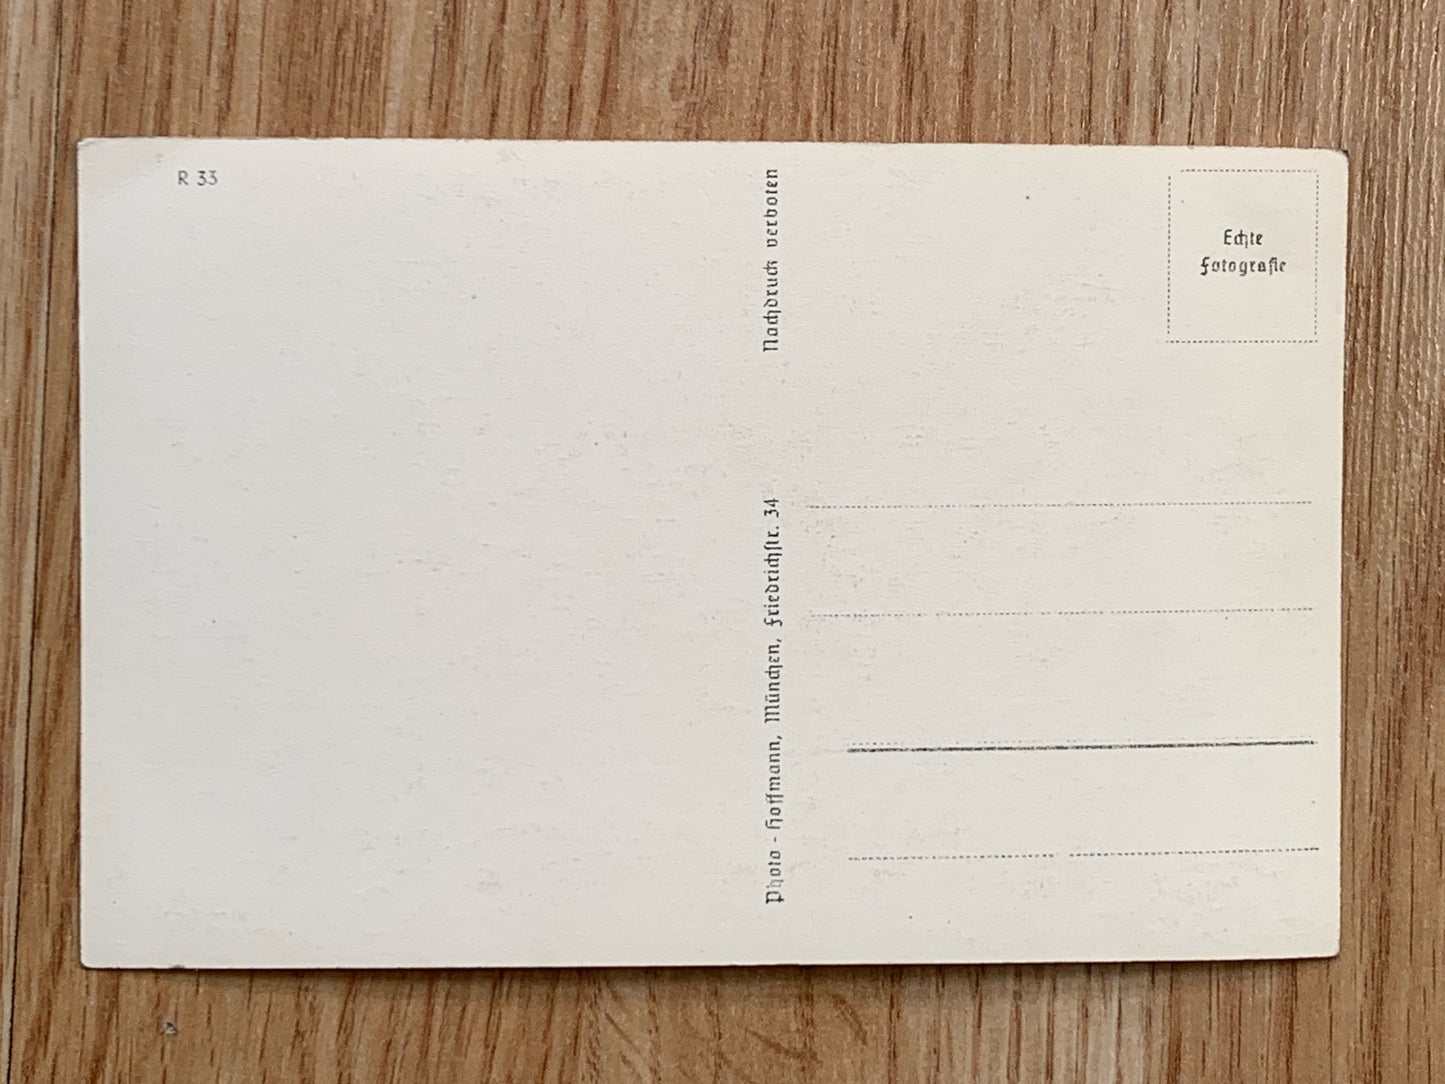 R 33
Nachdruck verboten
Photo - Hoffmann, München, Friedrichstr. 34
Echte
Fotografie